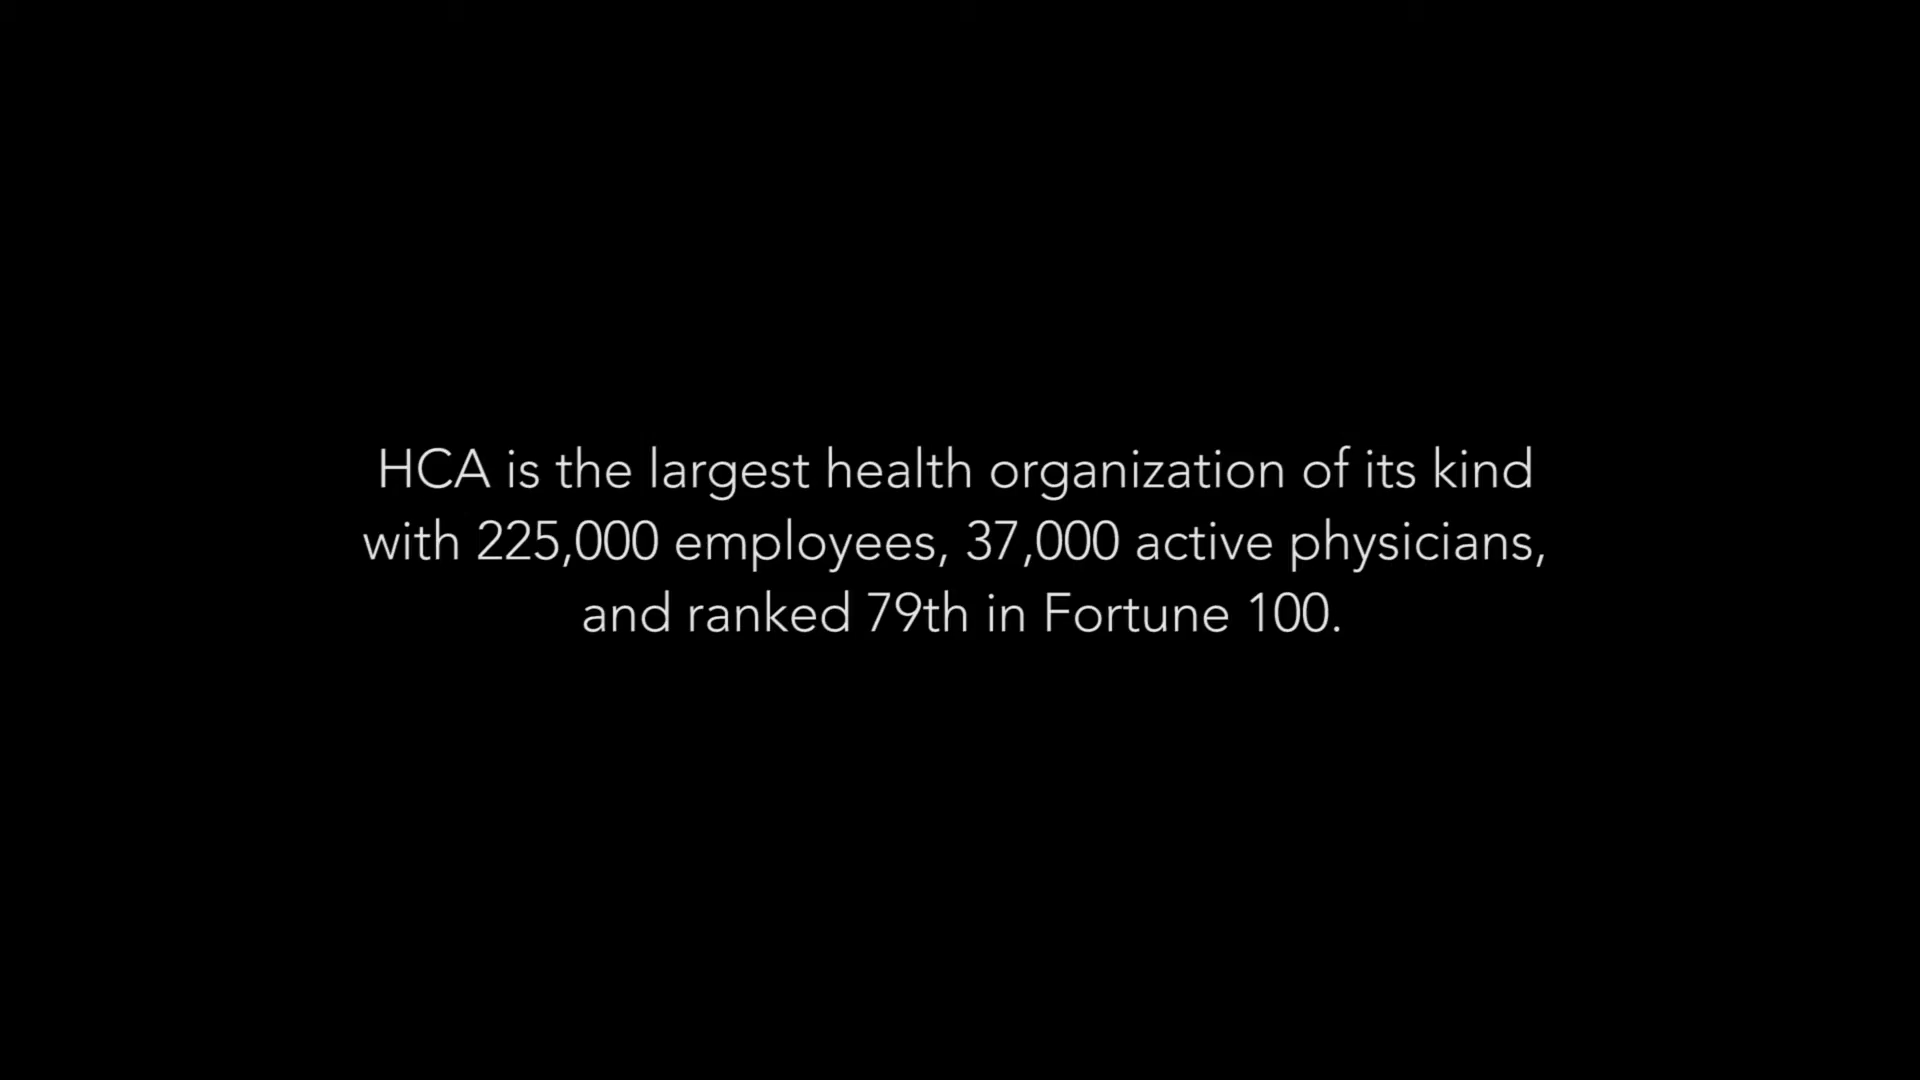 HCA is the largest health organization of its kind
with 225,000 employees, 37,000 active physicians,
and ranked 79th in Fortune 100.